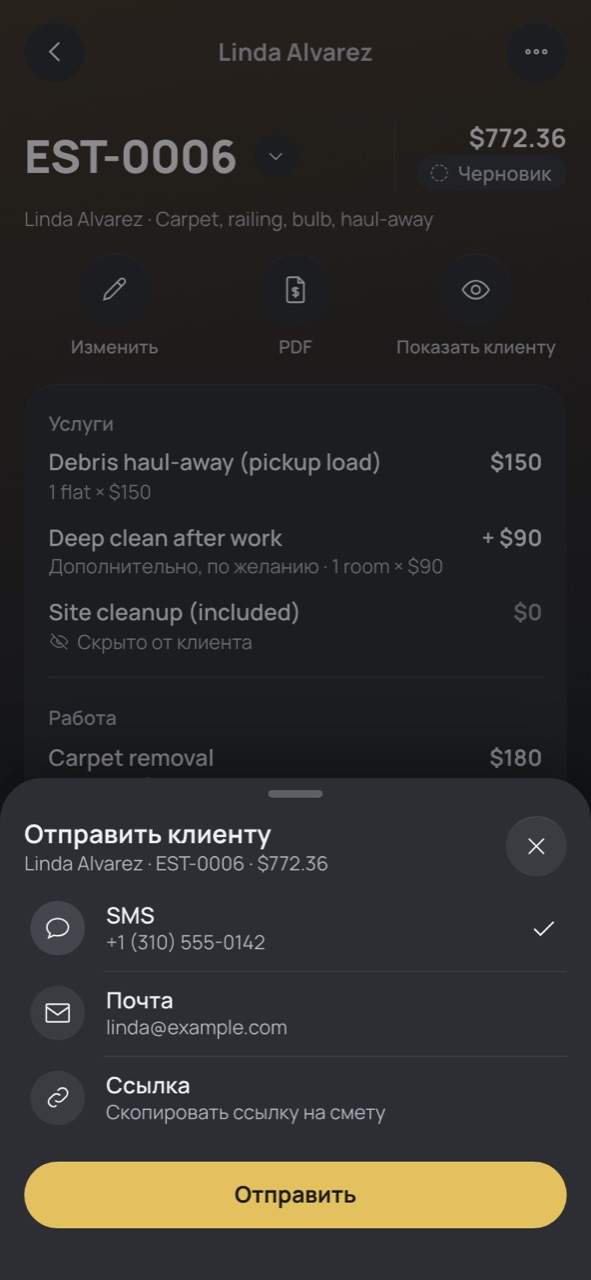 Linda Alvarez
EST-0006
$772.36
Черновик
Linda Alvarez · Carpet, railing, bulb, haul-away
Изменить
PDF
Показать клиенту
Услуги
Debris haul-away (pickup load) $150
1 flat × $150
Deep clean after work + $90
Дополнительно, по желанию · 1 room × $90
Site cleanup (included) $0
Скрыто от клиента
Работа
Carpet removal $180
Отправить клиенту
Linda Alvarez · EST-0006 · $772.36
SMS
+1 (310) 555-0142
Почта
linda@example.com
Ссылка
Скопировать ссылку на смету
Отправить